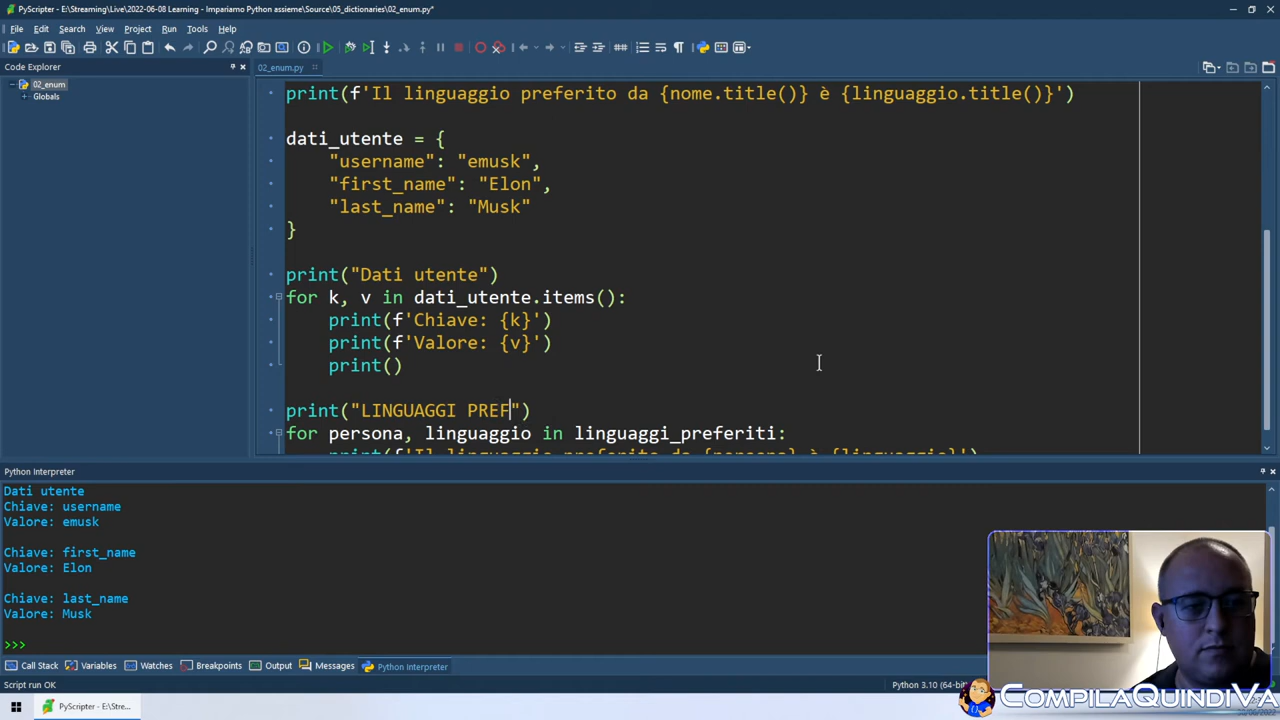 PyScripter - E:\Streaming\Live\2022-06-08 Learning - Impariamo Python assieme\Source\05_dictionaries\02_enum.py*
File Edit Search View Project Run Tools Help
Code Explorer
02_enum
Globals
02_enum.py
print(f'Il linguaggio preferito da {nome.title()} è {linguaggio.title()}')
dati_utente = {
"username": "emusk",
"first_name": "Elon",
"last_name": "Musk"
}
print("Dati utente")
for k, v in dati_utente.items():
print(f'Chiave: {k}')
print(f'Valore: {v}')
print()
print("LINGUAGGI PREF")
for persona, linguaggio in linguaggi_preferiti:
print(f'Il linguaggio preferito da {persona} è {linguaggio}')
Python Interpreter
Dati utente
Chiave: username
Valore: emusk
Chiave: first_name
Valore: Elon
Chiave: last_name
Valore: Musk
>>>
Call Stack Variables Watches Breakpoints Output Messages Python Interpreter
Script run OK
Python 3.10 (64-bit)
PyScripter - E:\Stre...
COMPILAQUINDIVA